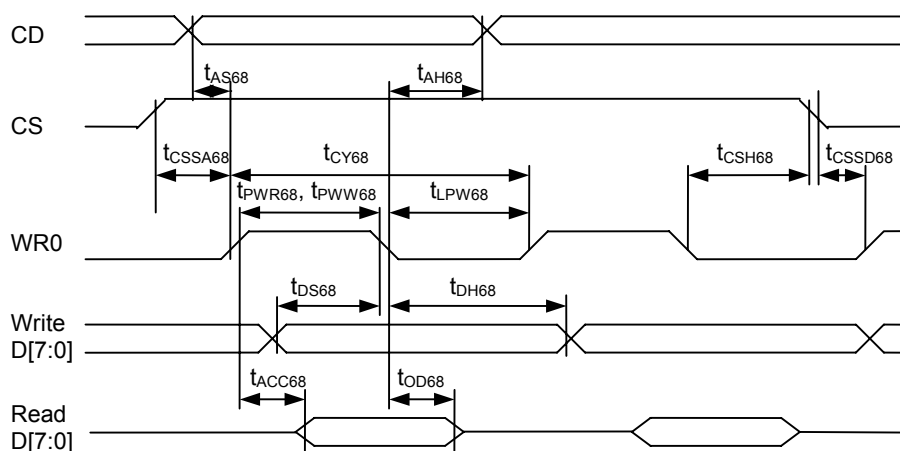 CD
tAS68 tAH68
CS
tCSSA68 tCY68 tCSH68 tCSSD68
tPWR68, tPWW68 tLPW68
WR0
tDS68 tDH68
Write
D[7:0]
tACC68 tOD68
Read
D[7:0]